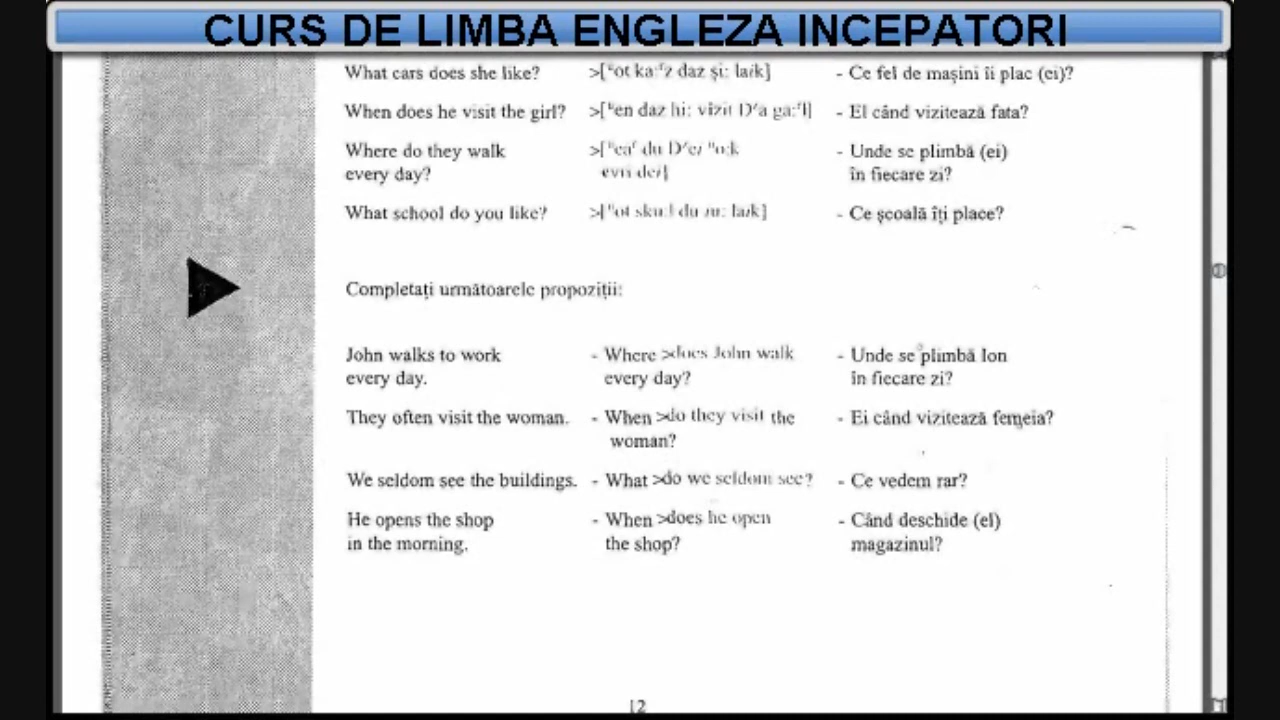 CURS DE LIMBA ENGLEZA INCEPATORI
What cars does she like? - Ce fel de mașini îi plac (ei)?
When does he visit the girl? - El când vizitează fata?
Where do they walk - Unde se plimbă (ei)
every day? în fiecare zi?
What school do you like? - Ce școală îți place?
Completați următoarele propoziții:
John walks to work - Where >does John walk - Unde se plimbă Ion
every day. every day? în fiecare zi?
They often visit the woman. - When >do they visit the - Ei când vizitează femeia?
woman?
We seldom see the buildings. - What >do we seldom see? - Ce vedem rar?
He opens the shop - When >does he open - Când deschide (el)
in the morning. the shop? magazinul?
12